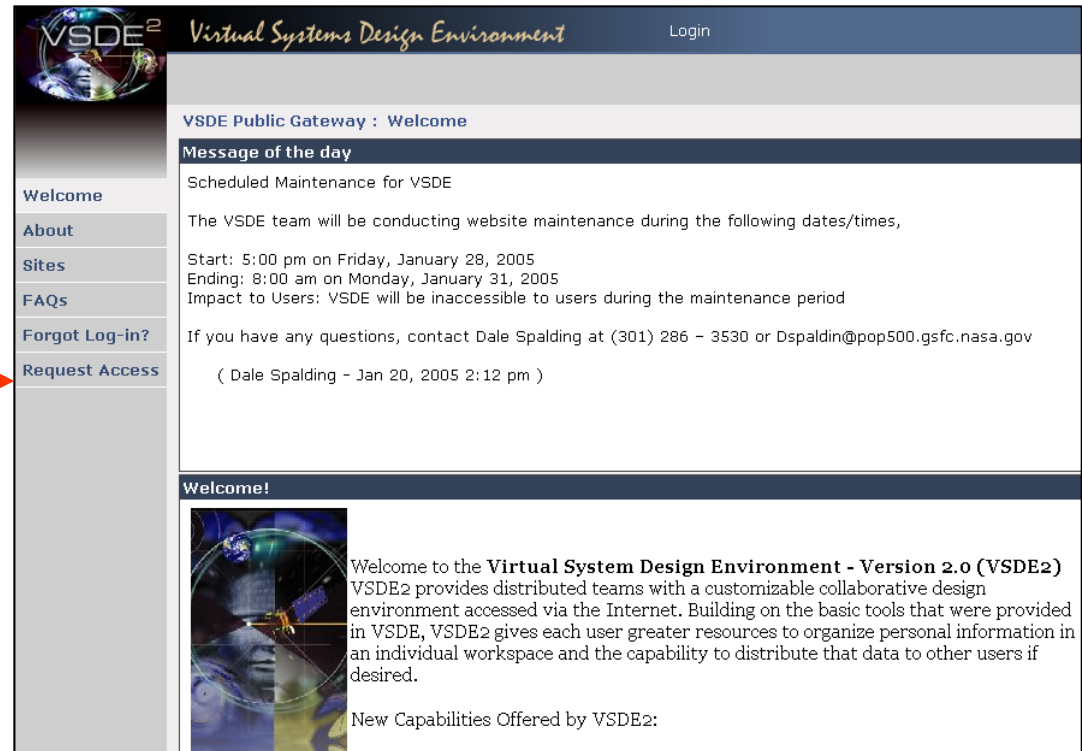 VSDE²
Virtual Systems Design Environment
Login
VSDE Public Gateway : Welcome
Message of the day
Scheduled Maintenance for VSDE
The VSDE team will be conducting website maintenance during the following dates/times,
Start: 5:00 pm on Friday, January 28, 2005
Ending: 8:00 am on Monday, January 31, 2005
Impact to Users: VSDE will be inaccessible to users during the maintenance period
If you have any questions, contact Dale Spalding at (301) 286 – 3530 or Dspaldin@pop500.gsfc.nasa.gov
( Dale Spalding - Jan 20, 2005 2:12 pm )
Welcome
About
Sites
FAQs
Forgot Log-in?
Request Access
Welcome!
Welcome to the Virtual System Design Environment - Version 2.0 (VSDE2)
VSDE2 provides distributed teams with a customizable collaborative design
environment accessed via the Internet. Building on the basic tools that were provided
in VSDE, VSDE2 gives each user greater resources to organize personal information in
an individual workspace and the capability to distribute that data to other users if
desired.
New Capabilities Offered by VSDE2: